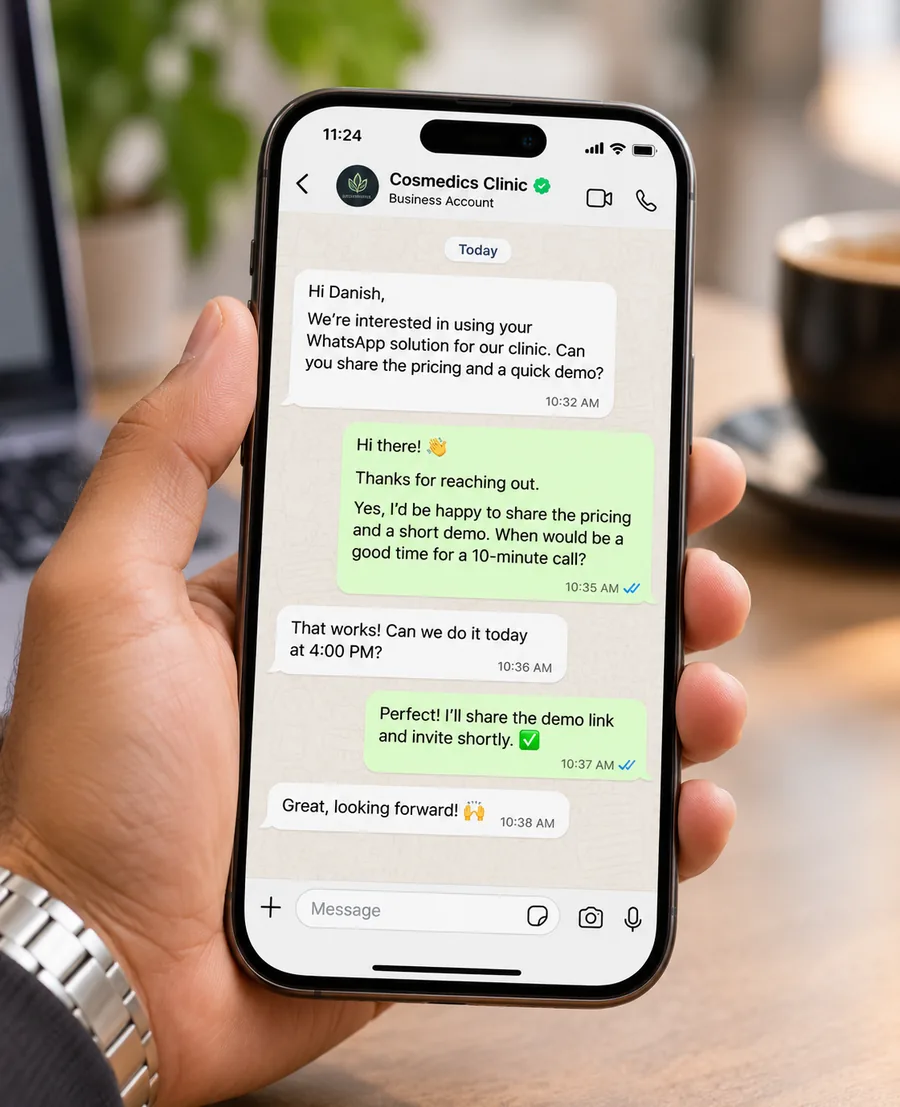 11:24
Cosmedics Clinic
Business Account
Today
Hi Danish,
We're interested in using your
WhatsApp solution for our clinic. Can
you share the pricing and a quick demo?
10:32 AM
Hi there! 👋
Thanks for reaching out.
Yes, I'd be happy to share the pricing
and a short demo. When would be a
good time for a 10-minute call?
10:35 AM
That works! Can we do it today
at 4:00 PM?
10:36 AM
Perfect! I'll share the demo link
and invite shortly. ✅
10:37 AM
Great, looking forward! 🙌
10:38 AM
Message